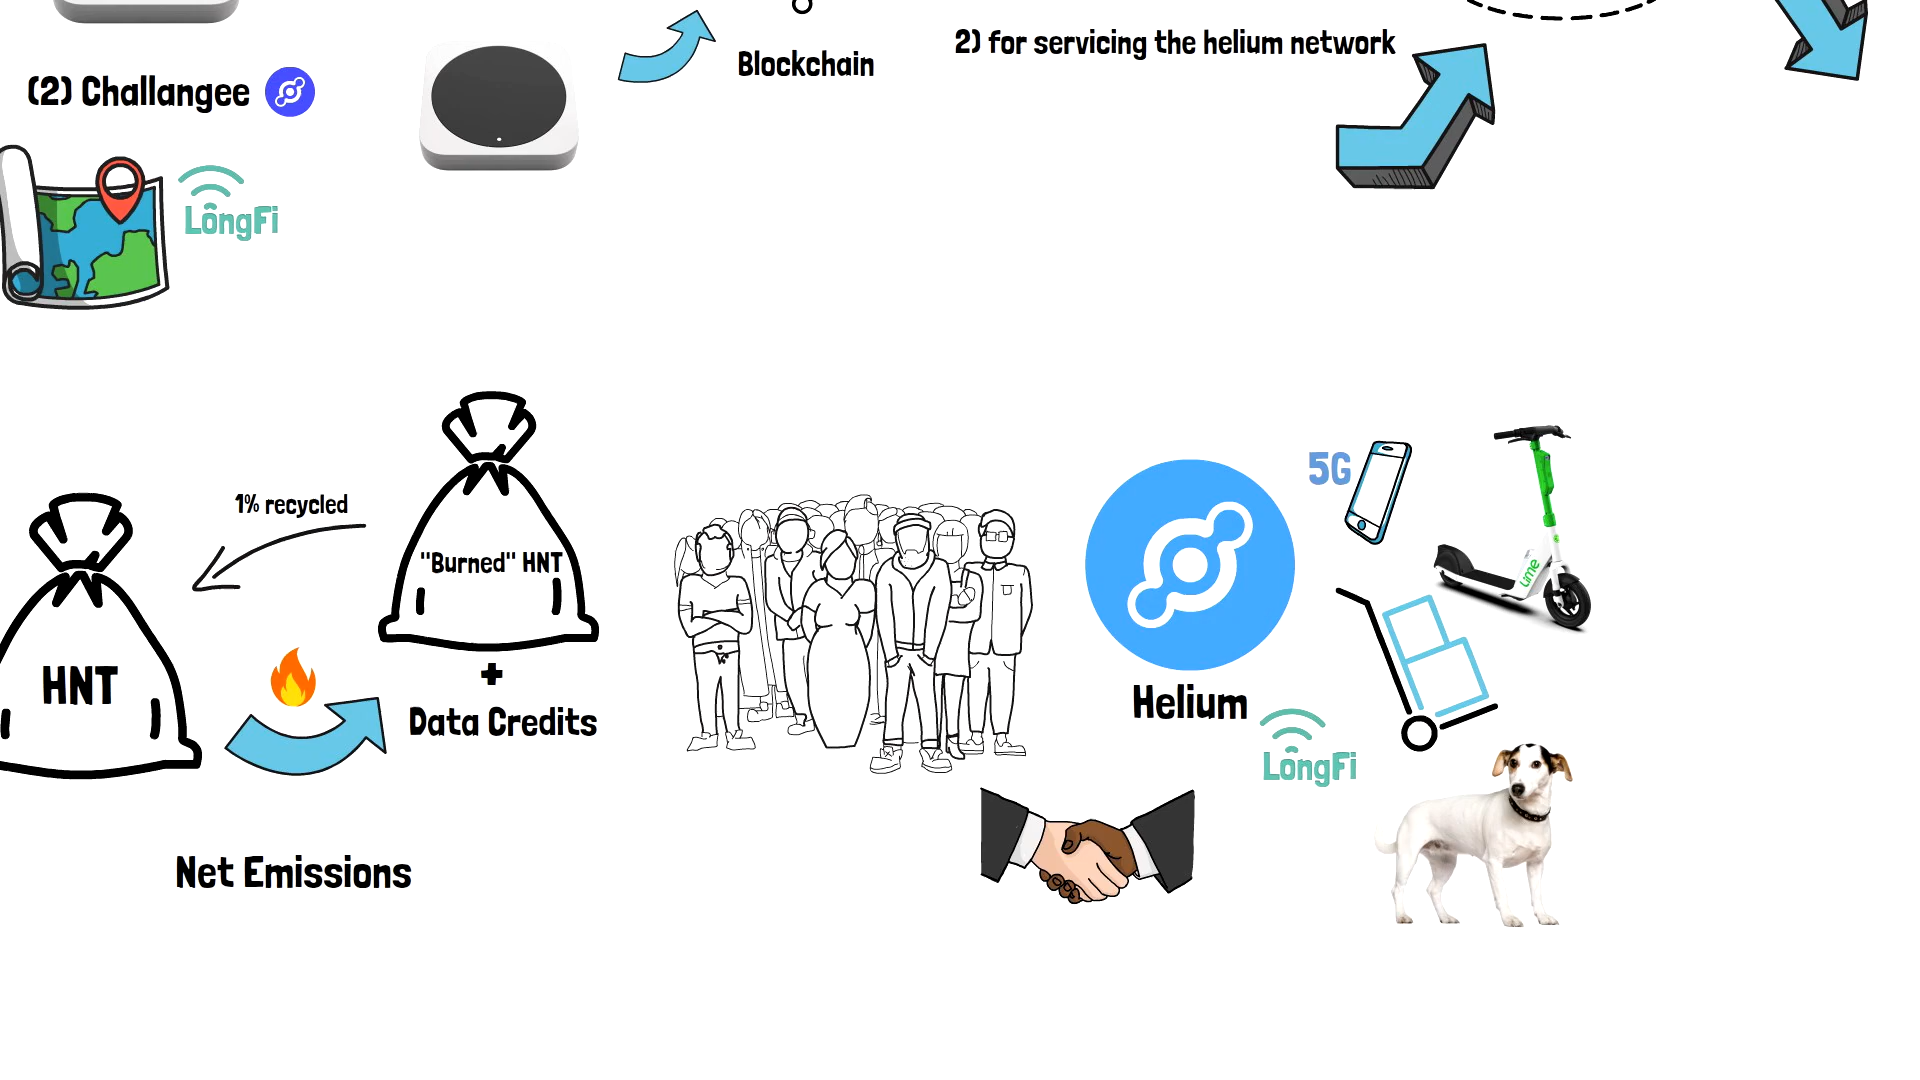 2) for servicing the helium network
Blockchain
(2) Challangee
LongFi
5G
1% recycled
"Burned" HNT
Lime
HNT
+
Data Credits
Helium
LongFi
Net Emissions